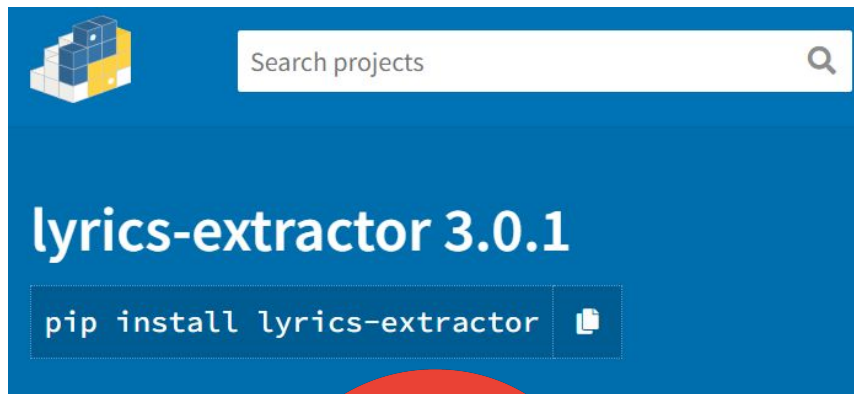 Search projects
lyrics-extractor 3.0.1
pip install lyrics-extractor